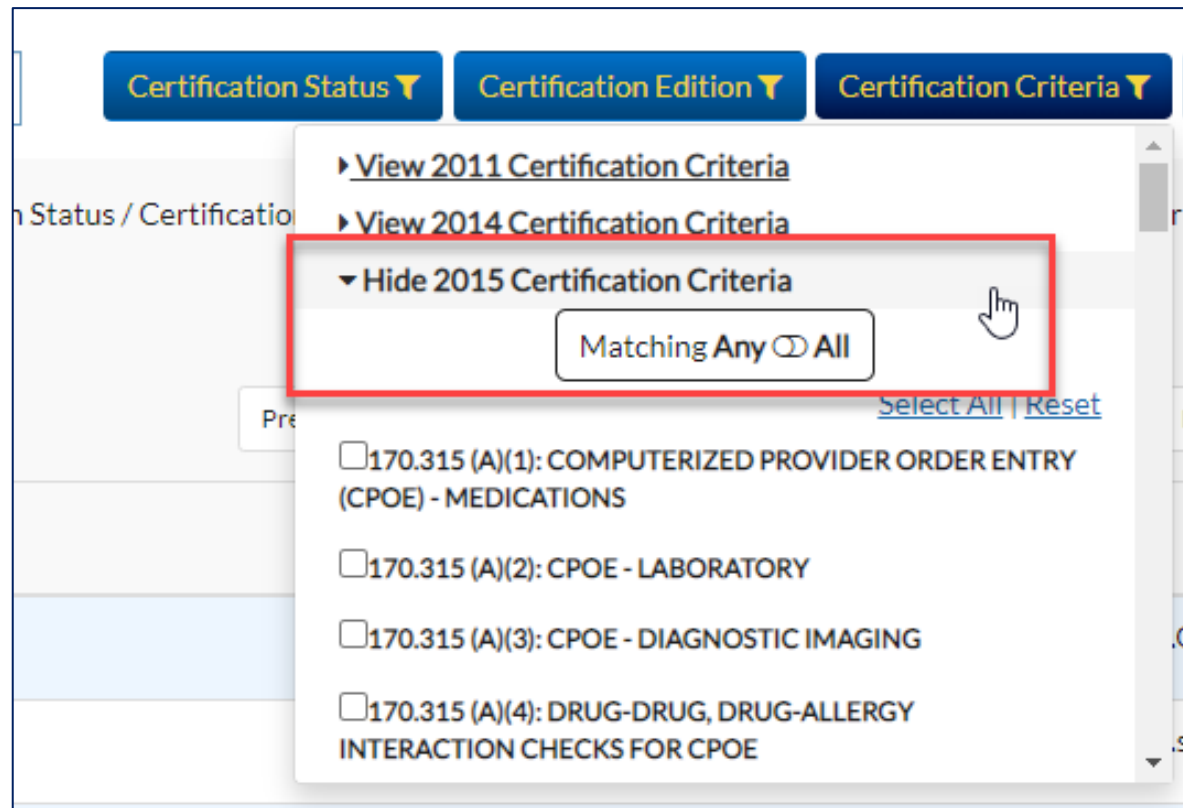 Certification Status
Certification Edition
Certification Criteria
View 2011 Certification Criteria
n Status / Certificatio
View 2014 Certification Criteria
Hide 2015 Certification Criteria
Matching Any All
Pre
Select All | Reset
170.315 (A)(1): COMPUTERIZED PROVIDER ORDER ENTRY
(CPOE) - MEDICATIONS
170.315 (A)(2): CPOE - LABORATORY
170.315 (A)(3): CPOE - DIAGNOSTIC IMAGING
170.315 (A)(4): DRUG-DRUG, DRUG-ALLERGY
INTERACTION CHECKS FOR CPOE